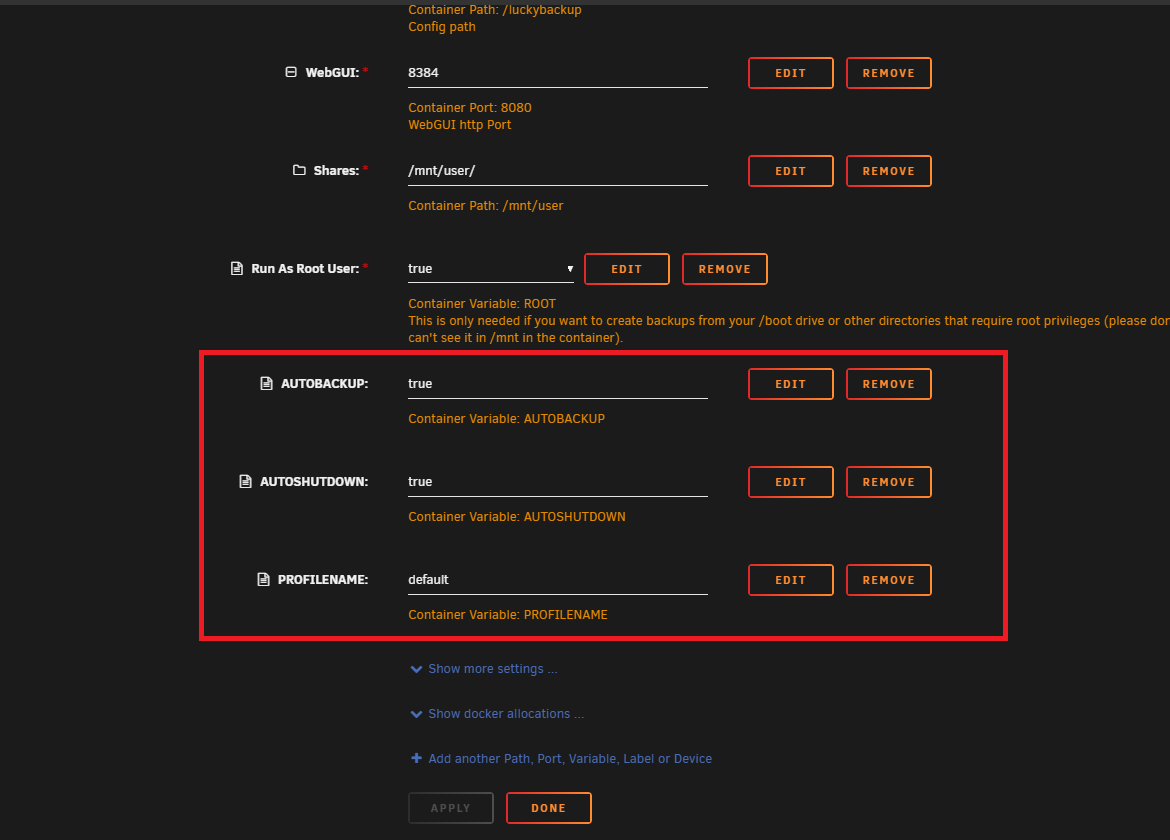 Container Path: /luckybackup
Config path
WebGUI: * 8384 EDIT REMOVE
Container Port: 8080
WebGUI http Port
Shares: * /mnt/user/ EDIT REMOVE
Container Path: /mnt/user
Run As Root User: * true EDIT REMOVE
Container Variable: ROOT
This is only needed if you want to create backups from your /boot drive or other directories that require root privileges (please
can't see it in /mnt in the container).
AUTOBACKUP: true EDIT REMOVE
Container Variable: AUTOBACKUP
AUTOSHUTDOWN: true EDIT REMOVE
Container Variable: AUTOSHUTDOWN
PROFILENAME: default EDIT REMOVE
Container Variable: PROFILENAME
Show more settings ...
Show docker allocations ...
Add another Path, Port, Variable, Label or Device
APPLY DONE